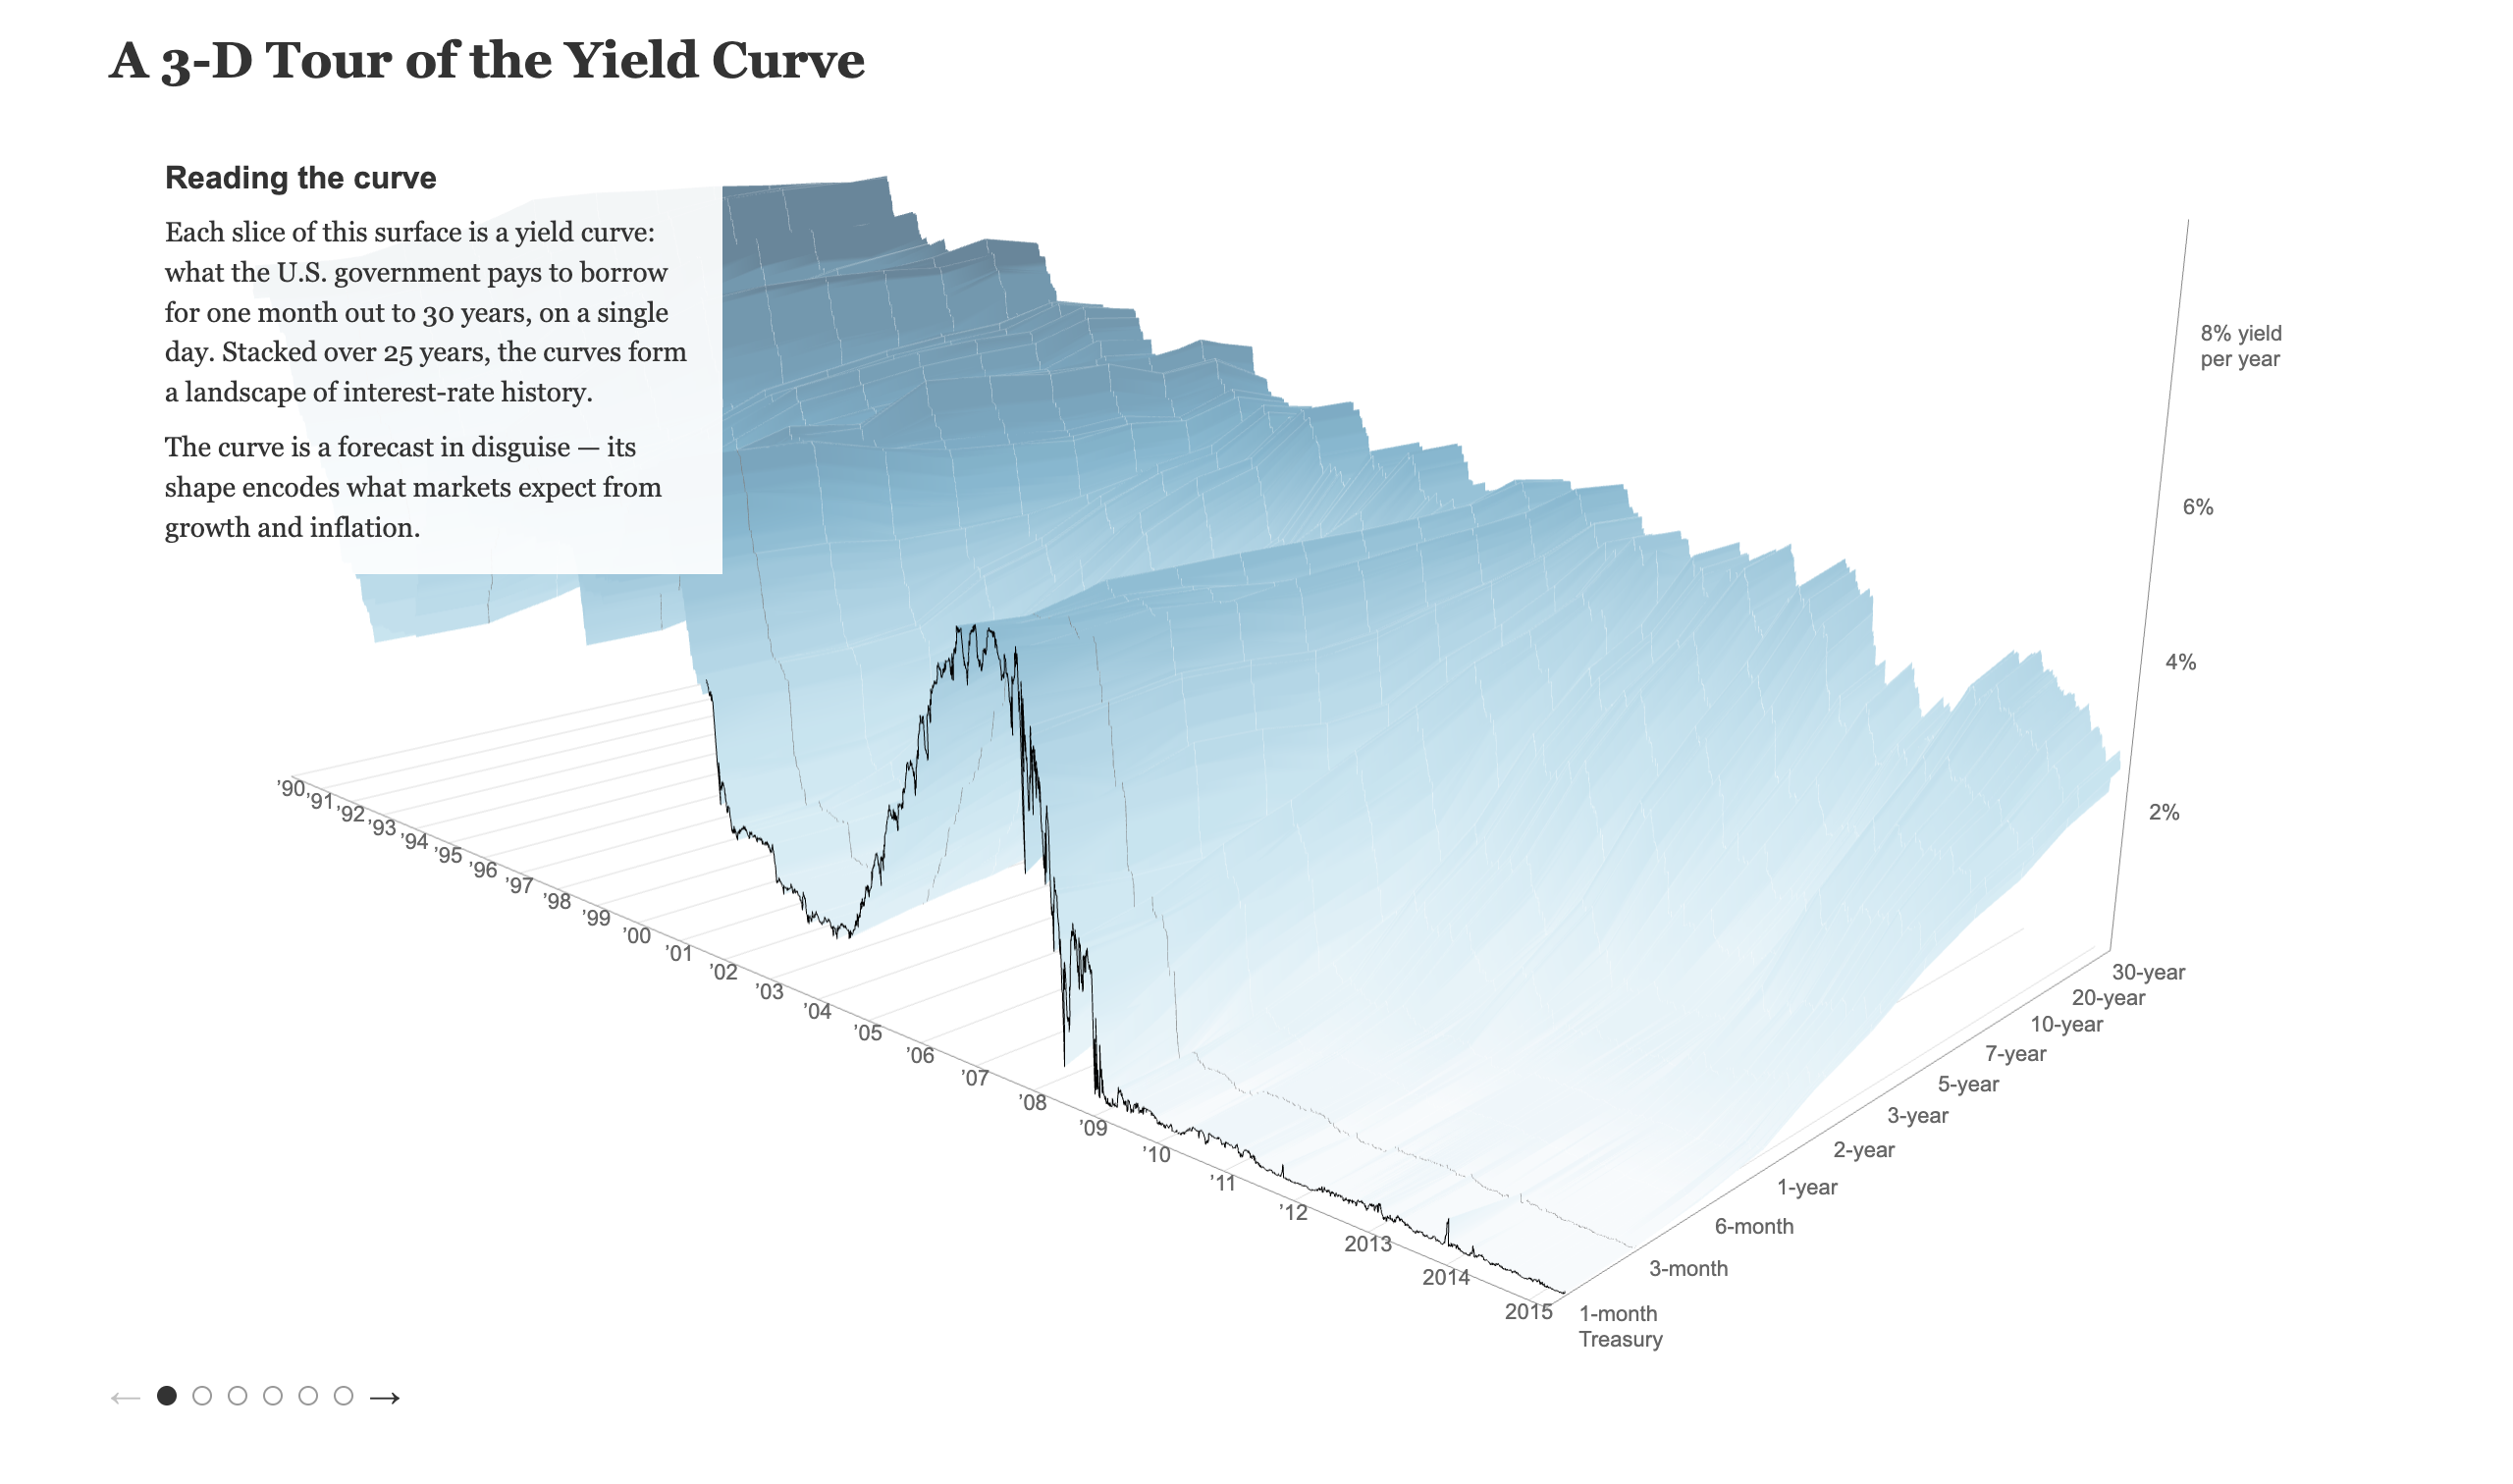 A 3-D Tour of the Yield Curve
Reading the curve
Each slice of this surface is a yield curve:
what the U.S. government pays to borrow
for one month out to 30 years, on a single
day. Stacked over 25 years, the curves form
a landscape of interest-rate history.
The curve is a forecast in disguise — its
shape encodes what markets expect from
growth and inflation.
8% yield
per year
6%
4%
2%
’90
’91
’92
’93
’94
’95
’96
’97
’98
’99
’00
’01
’02
’03
’04
’05
’06
’07
’08
’09
’10
’11
’12
2013
2014
2015
30-year
20-year
10-year
7-year
5-year
3-year
2-year
1-year
6-month
3-month
1-month
Treasury